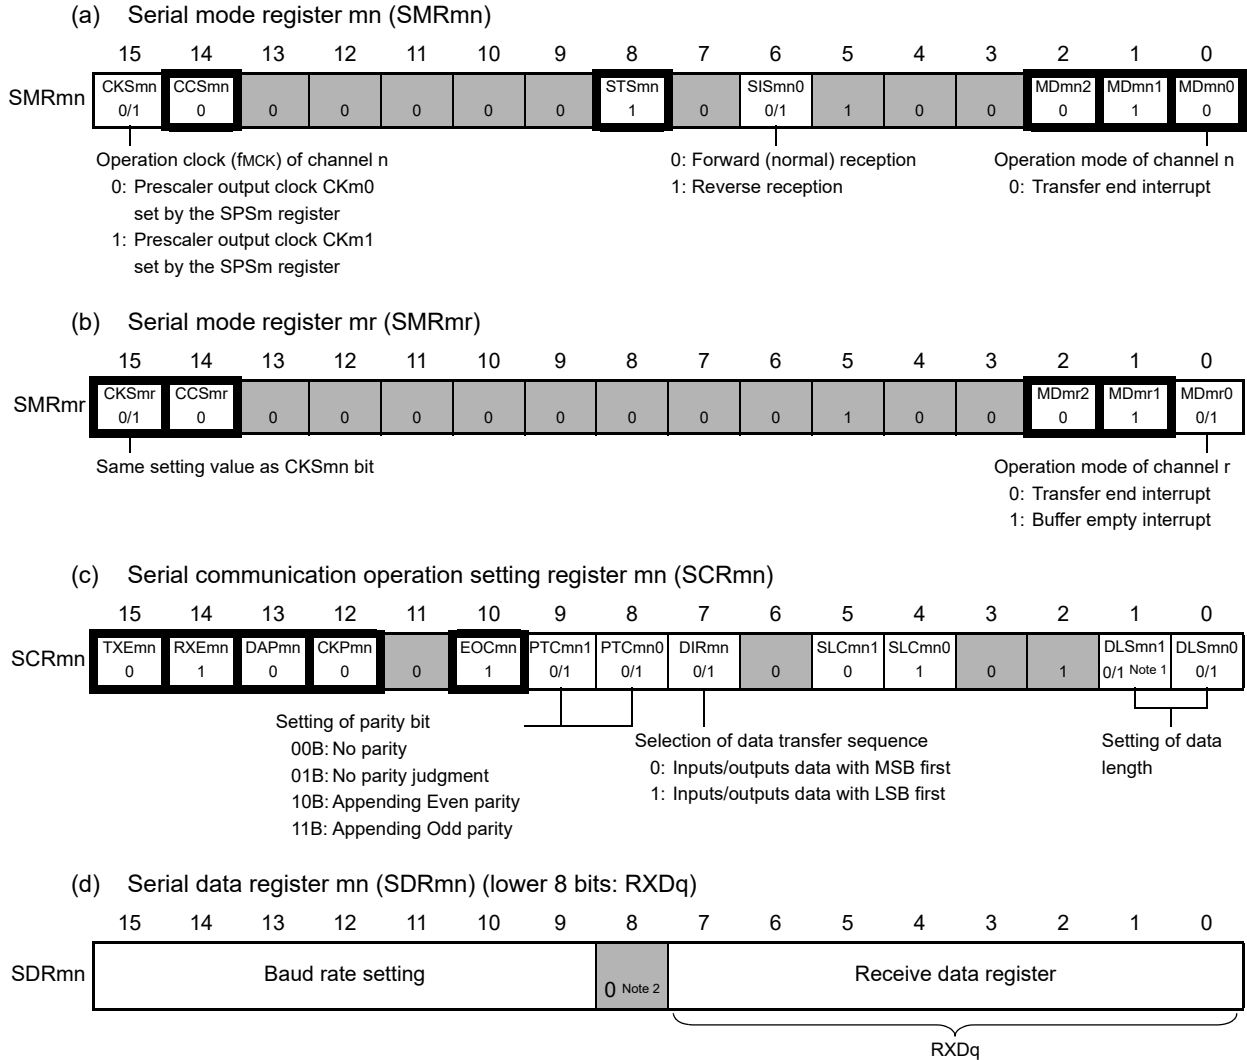 (a) Serial mode register mn (SMRmn)
15 14 13 12 11 10 9 8 7 6 5 4 3 2 1 0
SMRmn CKSmn CCSmn STSmn SISmn0 MDmn2 MDmn1 MDmn0
0/1 0 0 0 0 0 0 1 0 0/1 1 0 0 0 1 0
Operation clock (fMCK) of channel n
0: Prescaler output clock CKm0
set by the SPSm register
1: Prescaler output clock CKm1
set by the SPSm register
0: Forward (normal) reception
1: Reverse reception
Operation mode of channel n
0: Transfer end interrupt
(b) Serial mode register mr (SMRmr)
15 14 13 12 11 10 9 8 7 6 5 4 3 2 1 0
SMRmr CKSmr CCSmr MDmr2 MDmr1 MDmr0
0/1 0 0 0 0 0 0 0 0 0 1 0 0 0 1 0/1
Same setting value as CKSmn bit
Operation mode of channel r
0: Transfer end interrupt
1: Buffer empty interrupt
(c) Serial communication operation setting register mn (SCRmn)
15 14 13 12 11 10 9 8 7 6 5 4 3 2 1 0
SCRmn TXEmn RXEmn DAPmn CKPmn EOCmn PTCmn1 PTCmn0 DIRmn SLCmn1 SLCmn0 DLSmn1 DLSmn0
0 1 0 0 0 1 0/1 0/1 0/1 0 0 1 0 1 0/1 Note 1 0/1
Setting of parity bit
00B: No parity
01B: No parity judgment
10B: Appending Even parity
11B: Appending Odd parity
Selection of data transfer sequence
0: Inputs/outputs data with MSB first
1: Inputs/outputs data with LSB first
Setting of data
length
(d) Serial data register mn (SDRmn) (lower 8 bits: RXDq)
15 14 13 12 11 10 9 8 7 6 5 4 3 2 1 0
SDRmn Baud rate setting 0 Note 2 Receive data register
RXDq